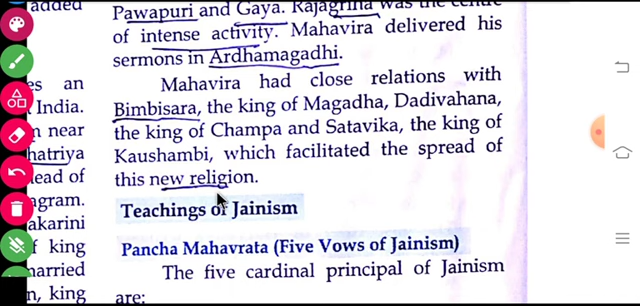 added
es an
India.
n near
hatriya
ead of
agram.
akarini
f king
married
n, king
Pawapuri and Gaya. Rajagriha was the centre
of intense activity. Mahavira delivered his
sermons in Ardhamagadhi.
Mahavira had close relations with
Bimbisara, the king of Magadha, Dadivahana,
the king of Champa and Satavika, the king of
Kaushambi, which facilitated the spread of
this new religion.
Teachings of Jainism
Pancha Mahavrata (Five Vows of Jainism)
The five cardinal principal of Jainism
are: